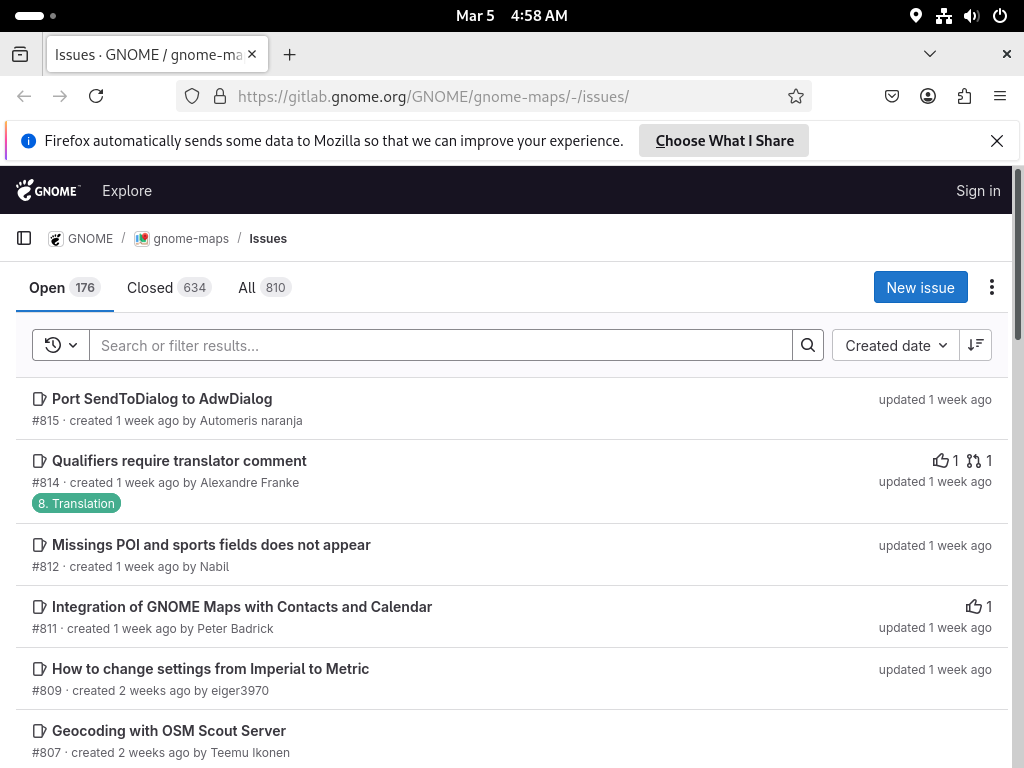 Mar 5 4:58 AM
Issues · GNOME / gnome-ma
https://gitlab.gnome.org/GNOME/gnome-maps/-/issues/
Firefox automatically sends some data to Mozilla so that we can improve your experience. Choose What I Share
GNOME Explore Sign in
GNOME / gnome-maps / Issues
Open 176 Closed 634 All 810 New issue
Search or filter results... Created date
Port SendToDialog to AdwDialog
updated 1 week ago
#815 · created 1 week ago by Automeris naranja
Qualifiers require translator comment 1 1
#814 · created 1 week ago by Alexandre Franke updated 1 week ago
8. Translation
Missings POI and sports fields does not appear updated 1 week ago
#812 · created 1 week ago by Nabil
Integration of GNOME Maps with Contacts and Calendar 1
#811 · created 1 week ago by Peter Badrick updated 1 week ago
How to change settings from Imperial to Metric updated 1 week ago
#809 · created 2 weeks ago by eiger3970
Geocoding with OSM Scout Server
#807 · created 2 weeks ago by Teemu Ikonen